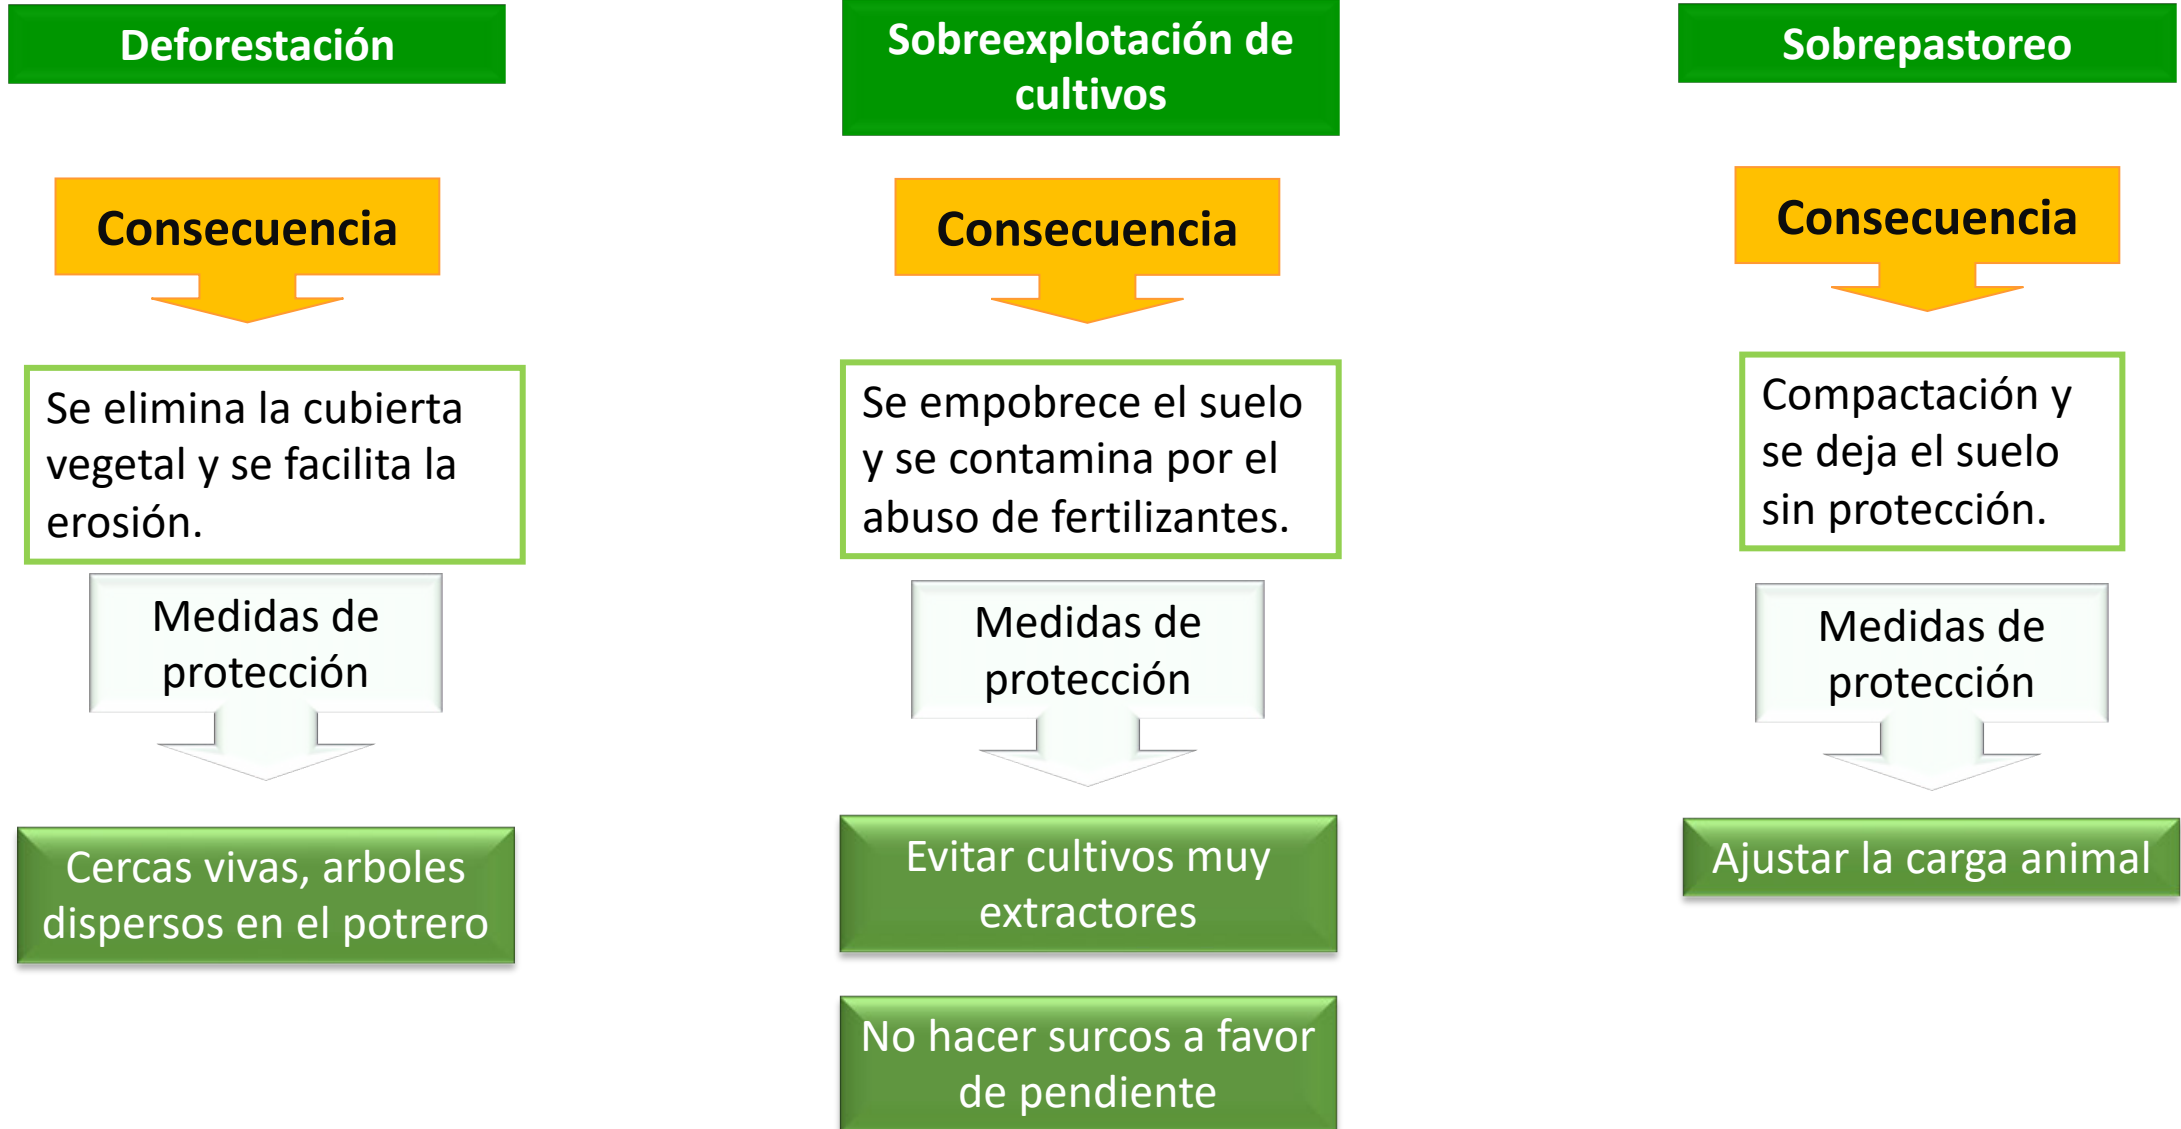 Deforestación
Consecuencia
Se elimina la cubierta
vegetal y se facilita la
erosión.
Medidas de
protección
Cercas vivas, arboles
dispersos en el potrero
Sobreexplotación de
cultivos
Consecuencia
Se empobrece el suelo
y se contamina por el
abuso de fertilizantes.
Medidas de
protección
Evitar cultivos muy
extractores
No hacer surcos a favor
de pendiente
Sobrepastoreo
Consecuencia
Compactación y
se deja el suelo
sin protección.
Medidas de
protección
Ajustar la carga animal